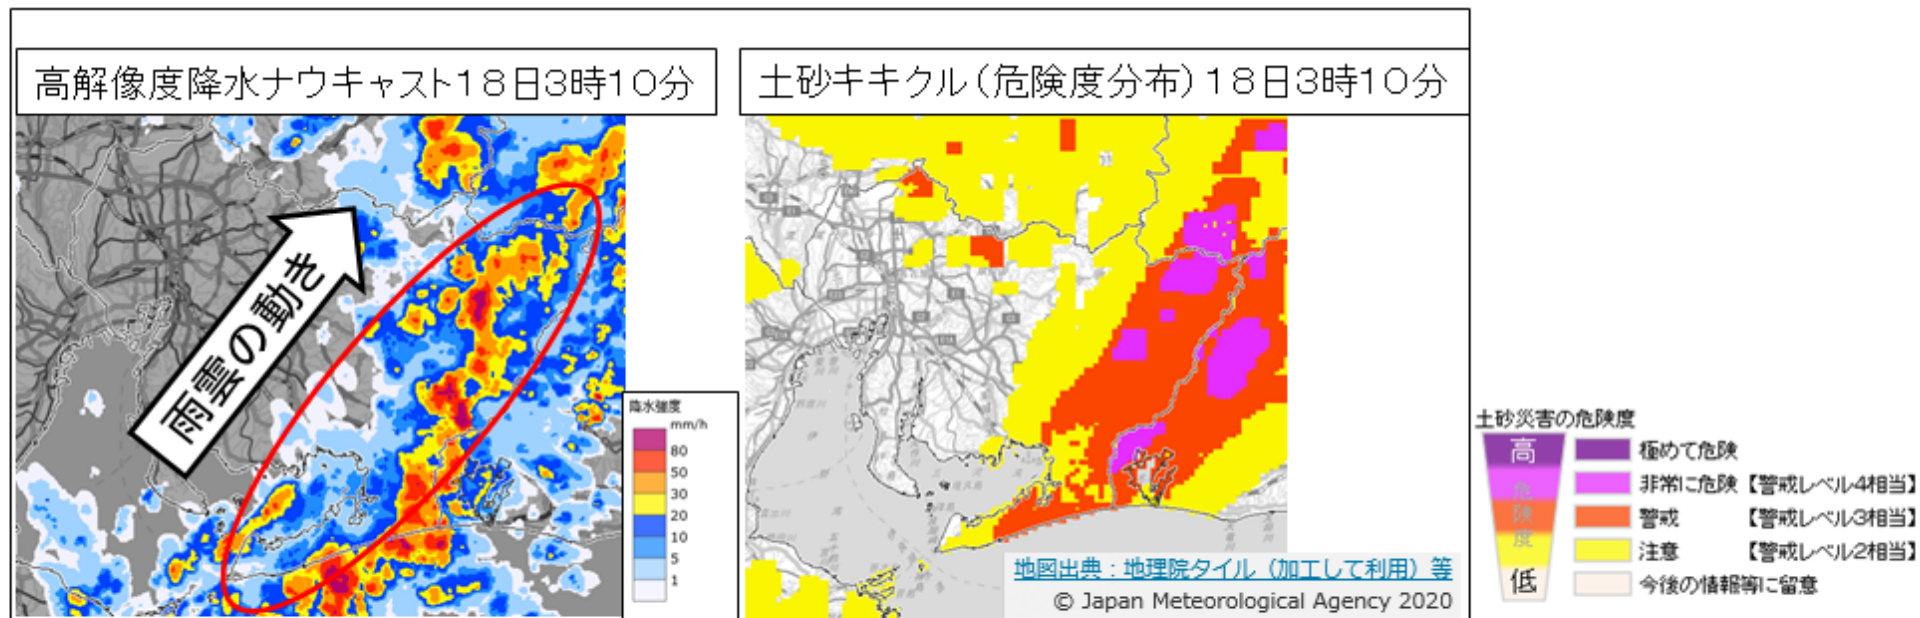 高解像度降水ナウキャスト18日3時10分
土砂キキクル(危険度分布)18日3時10分
雨雲の動き
降水強度
mm/h
80
50
30
20
10
5
1
地図出典:地理院タイル(加工して利用)等
© Japan Meteorological Agency 2020
土砂災害の危険度
高
危
険
度
低
極めて危険
非常に危険【警戒レベル4相当】
警戒 【警戒レベル3相当】
注意 【警戒レベル2相当】
今後の情報等に留意